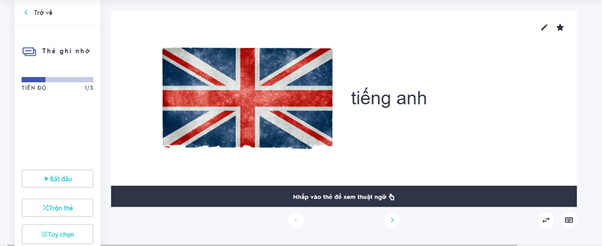 Trở về
Thẻ ghi nhớ
TIẾN ĐỘ 1/3
tiếng anh
Nhấp vào thẻ để xem thuật ngữ
Bắt đầu
Trộn thẻ
Tùy chọn